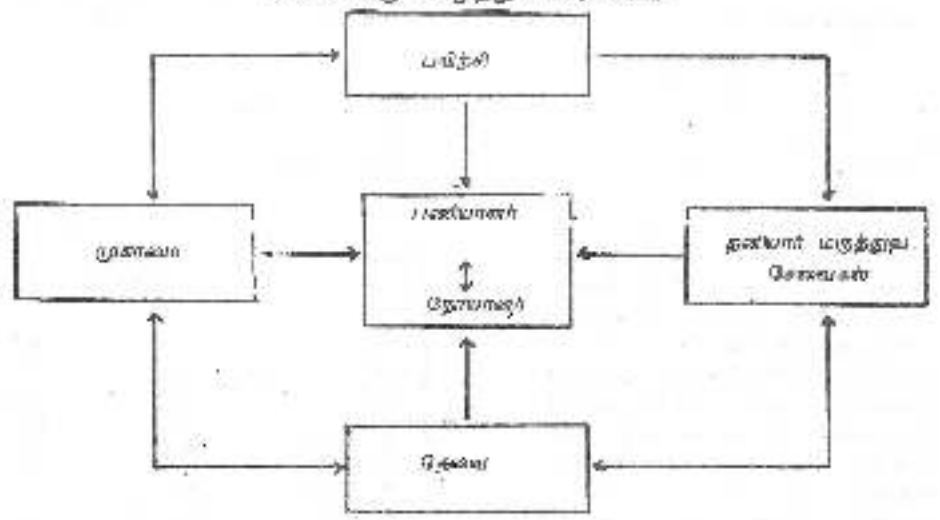 பயிற்சி
பணியாளர்
நோயாளர்
முகாமை
தனியார் மருத்துவ
சேவைகள்
தேவை